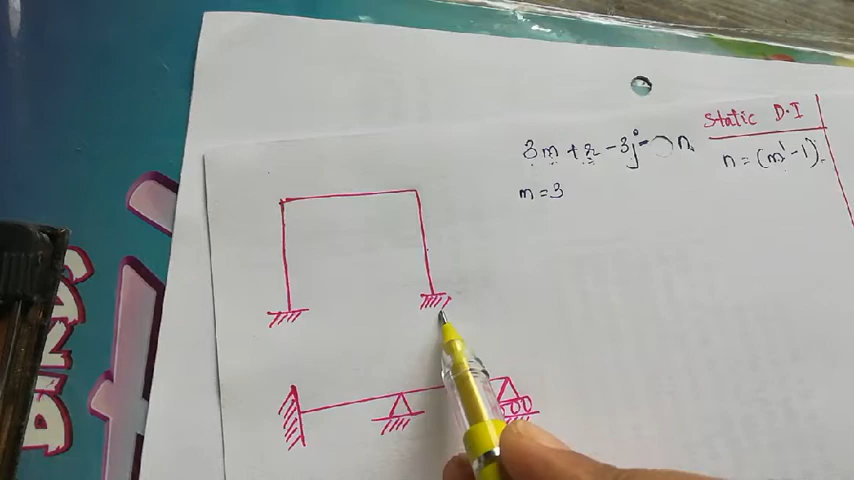 Static D.I
3m + r - 3j - n
n = (m' - 1)
m = 3